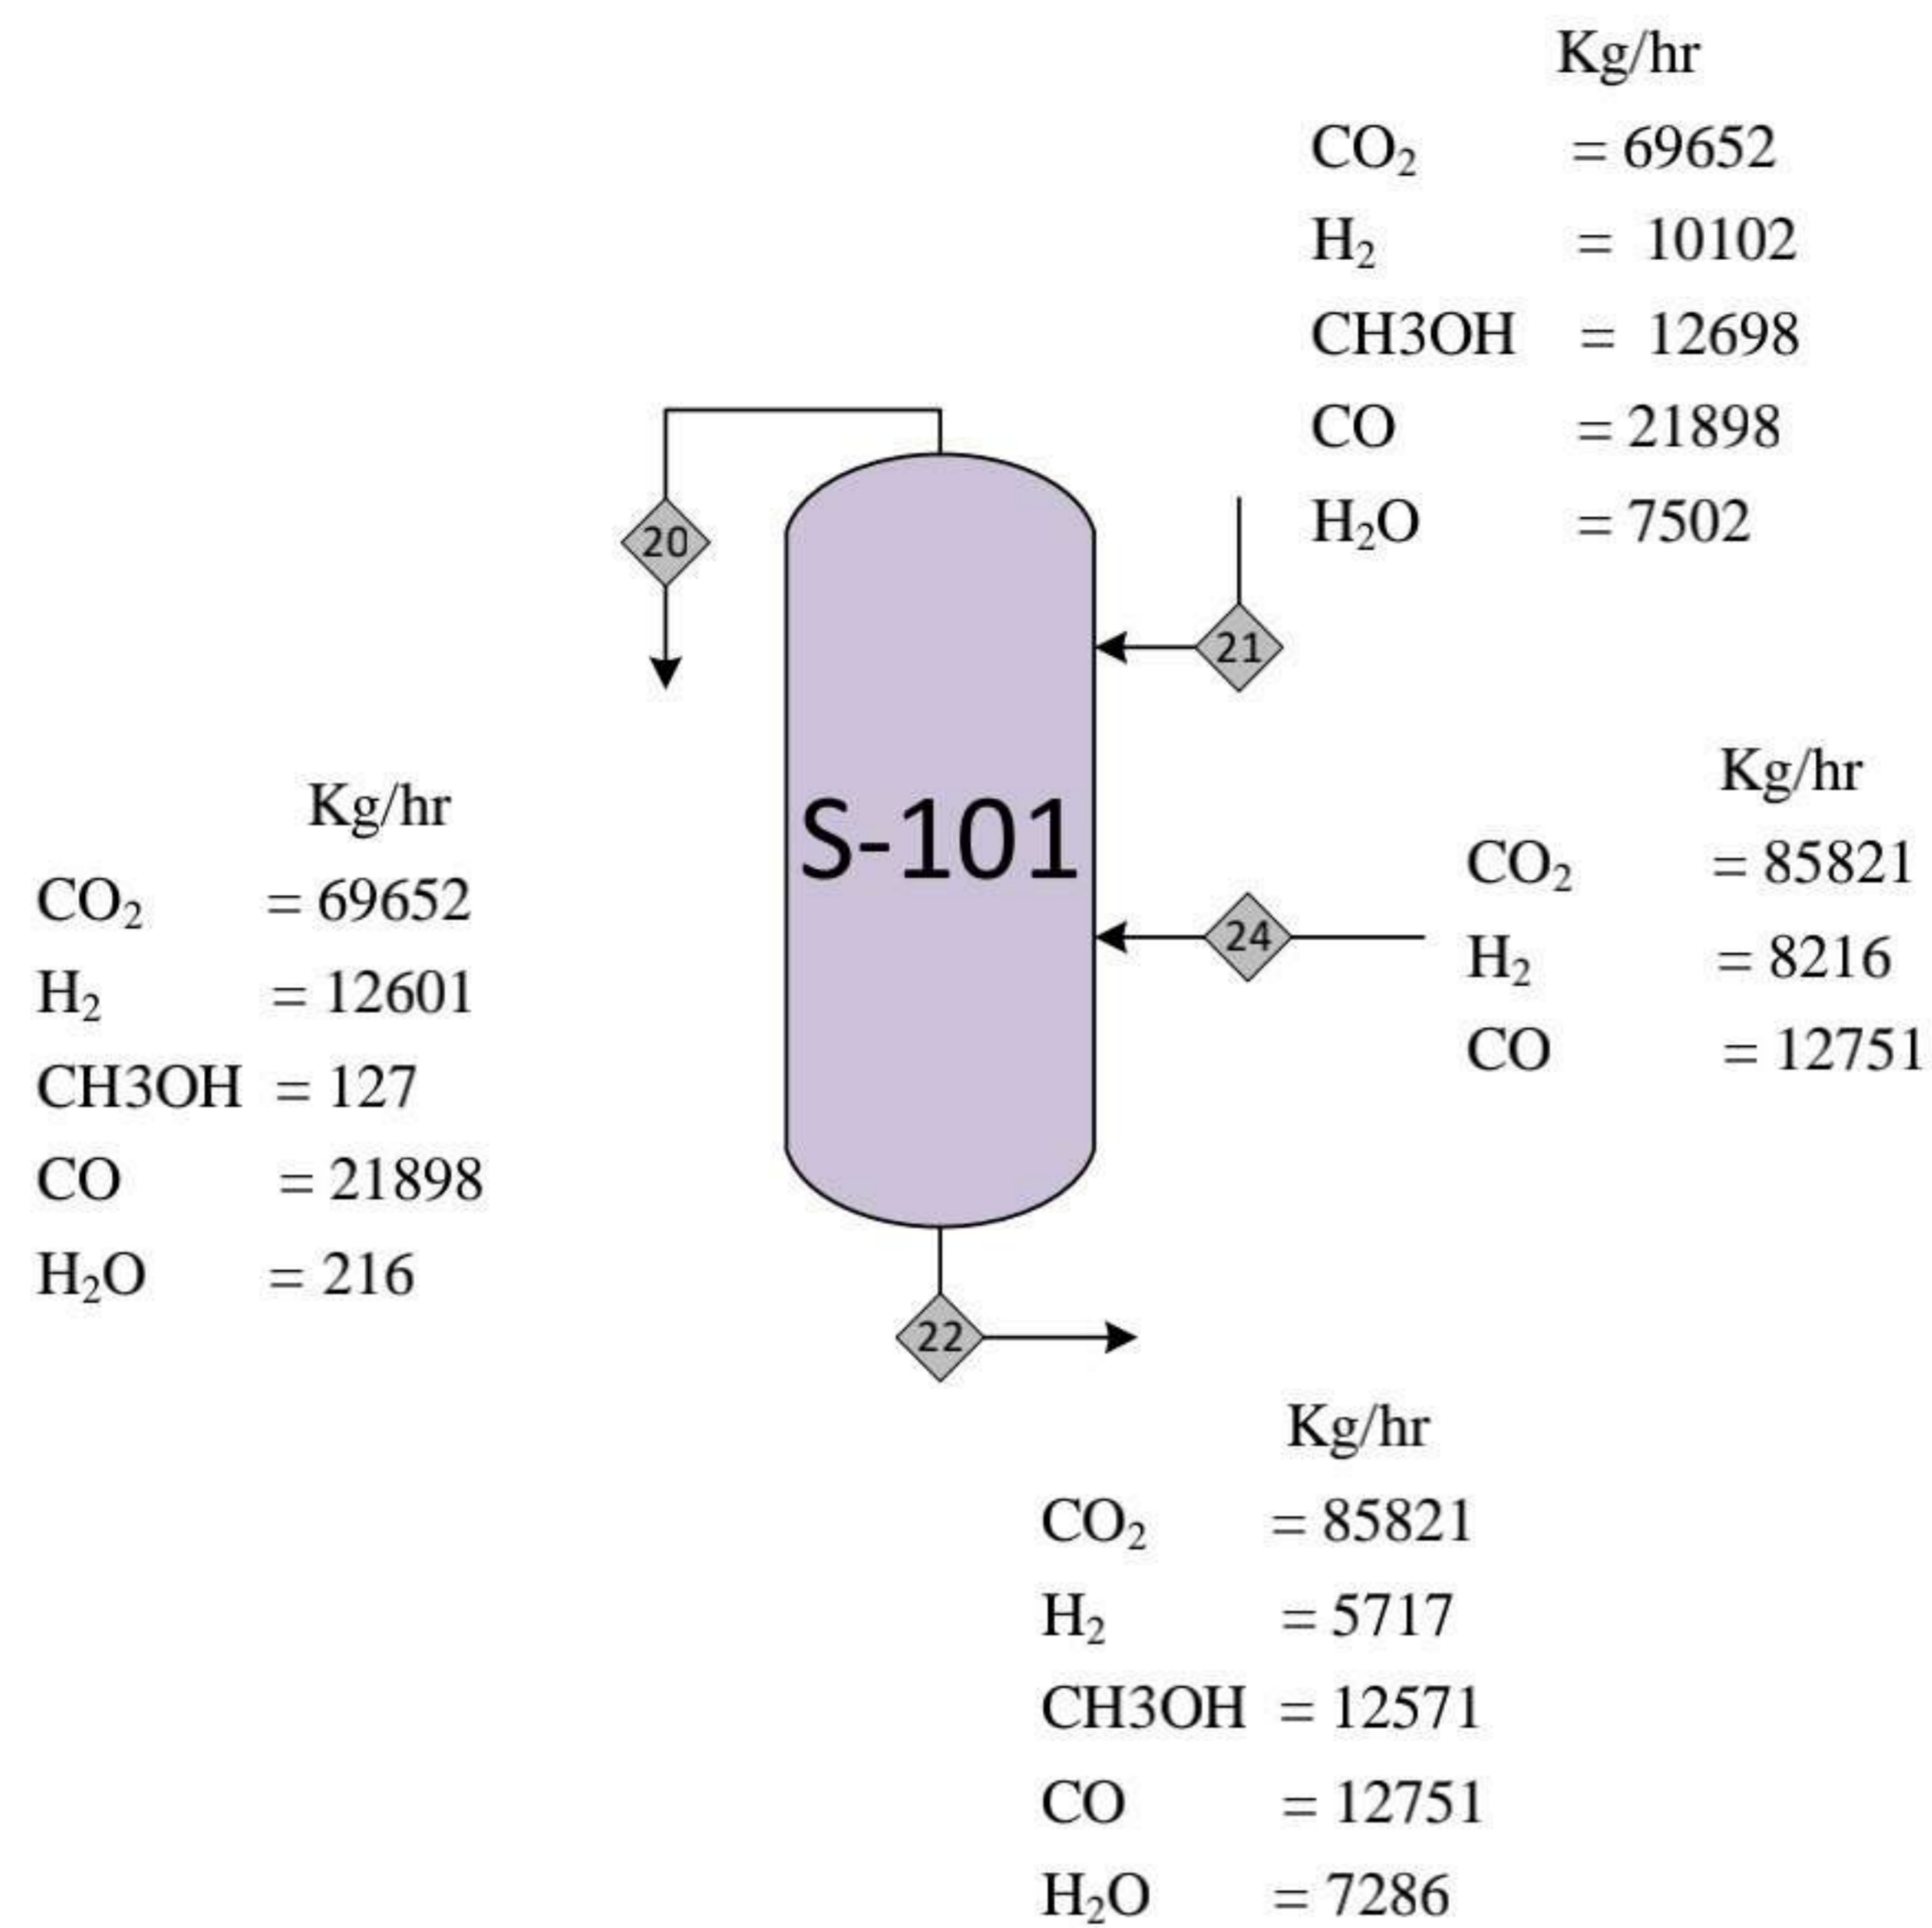 Kg/hr
CO₂ = 69652
H₂ = 10102
CH3OH = 12698
CO = 21898
H₂O = 7502
20
21
S-101
Kg/hr
CO₂ = 69652
H₂ = 12601
CH3OH = 127
CO = 21898
H₂O = 216
24
Kg/hr
CO₂ = 85821
H₂ = 8216
CO = 12751
22
Kg/hr
CO₂ = 85821
H₂ = 5717
CH3OH = 12571
CO = 12751
H₂O = 7286